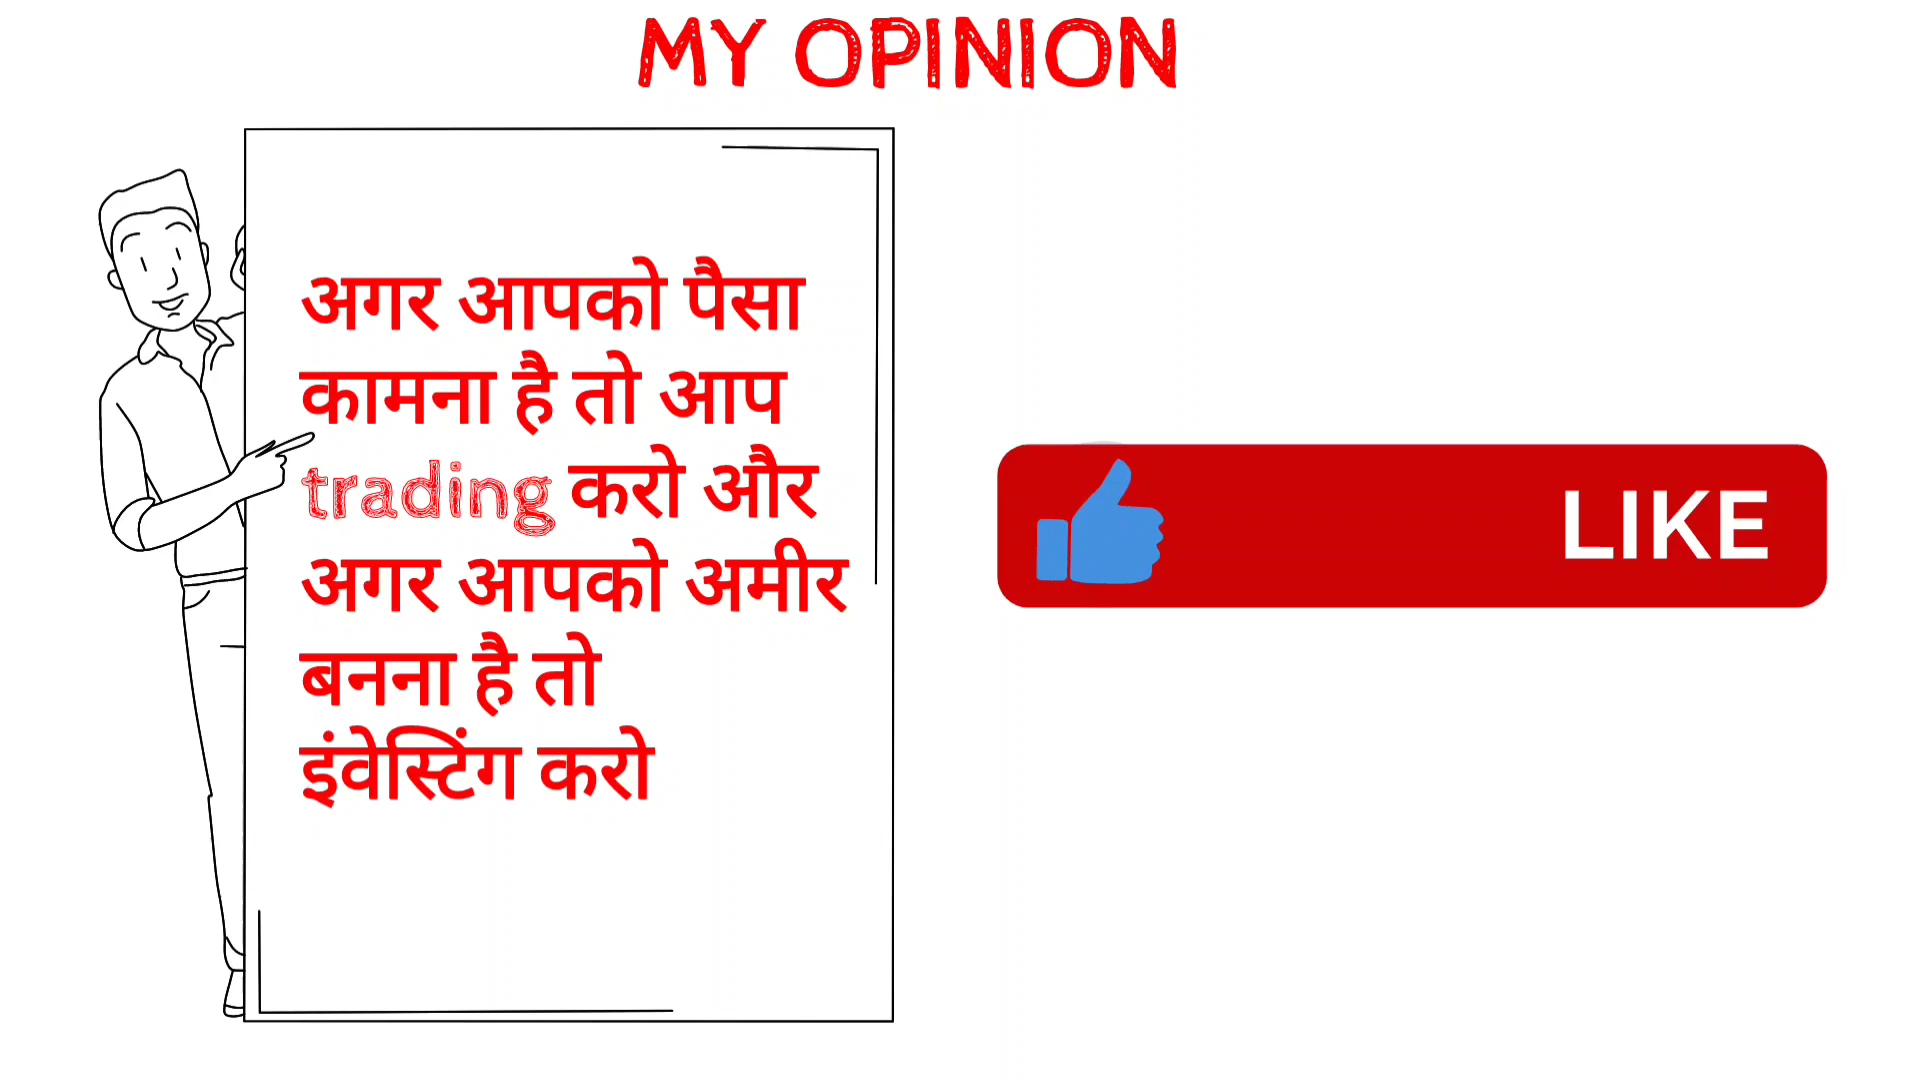 MY OPINION
अगर आपको पैसा
कामना है तो आप
trading करो और
अगर आपको अमीर
बनना है तो
इंवेस्टिंग करो
LIKE